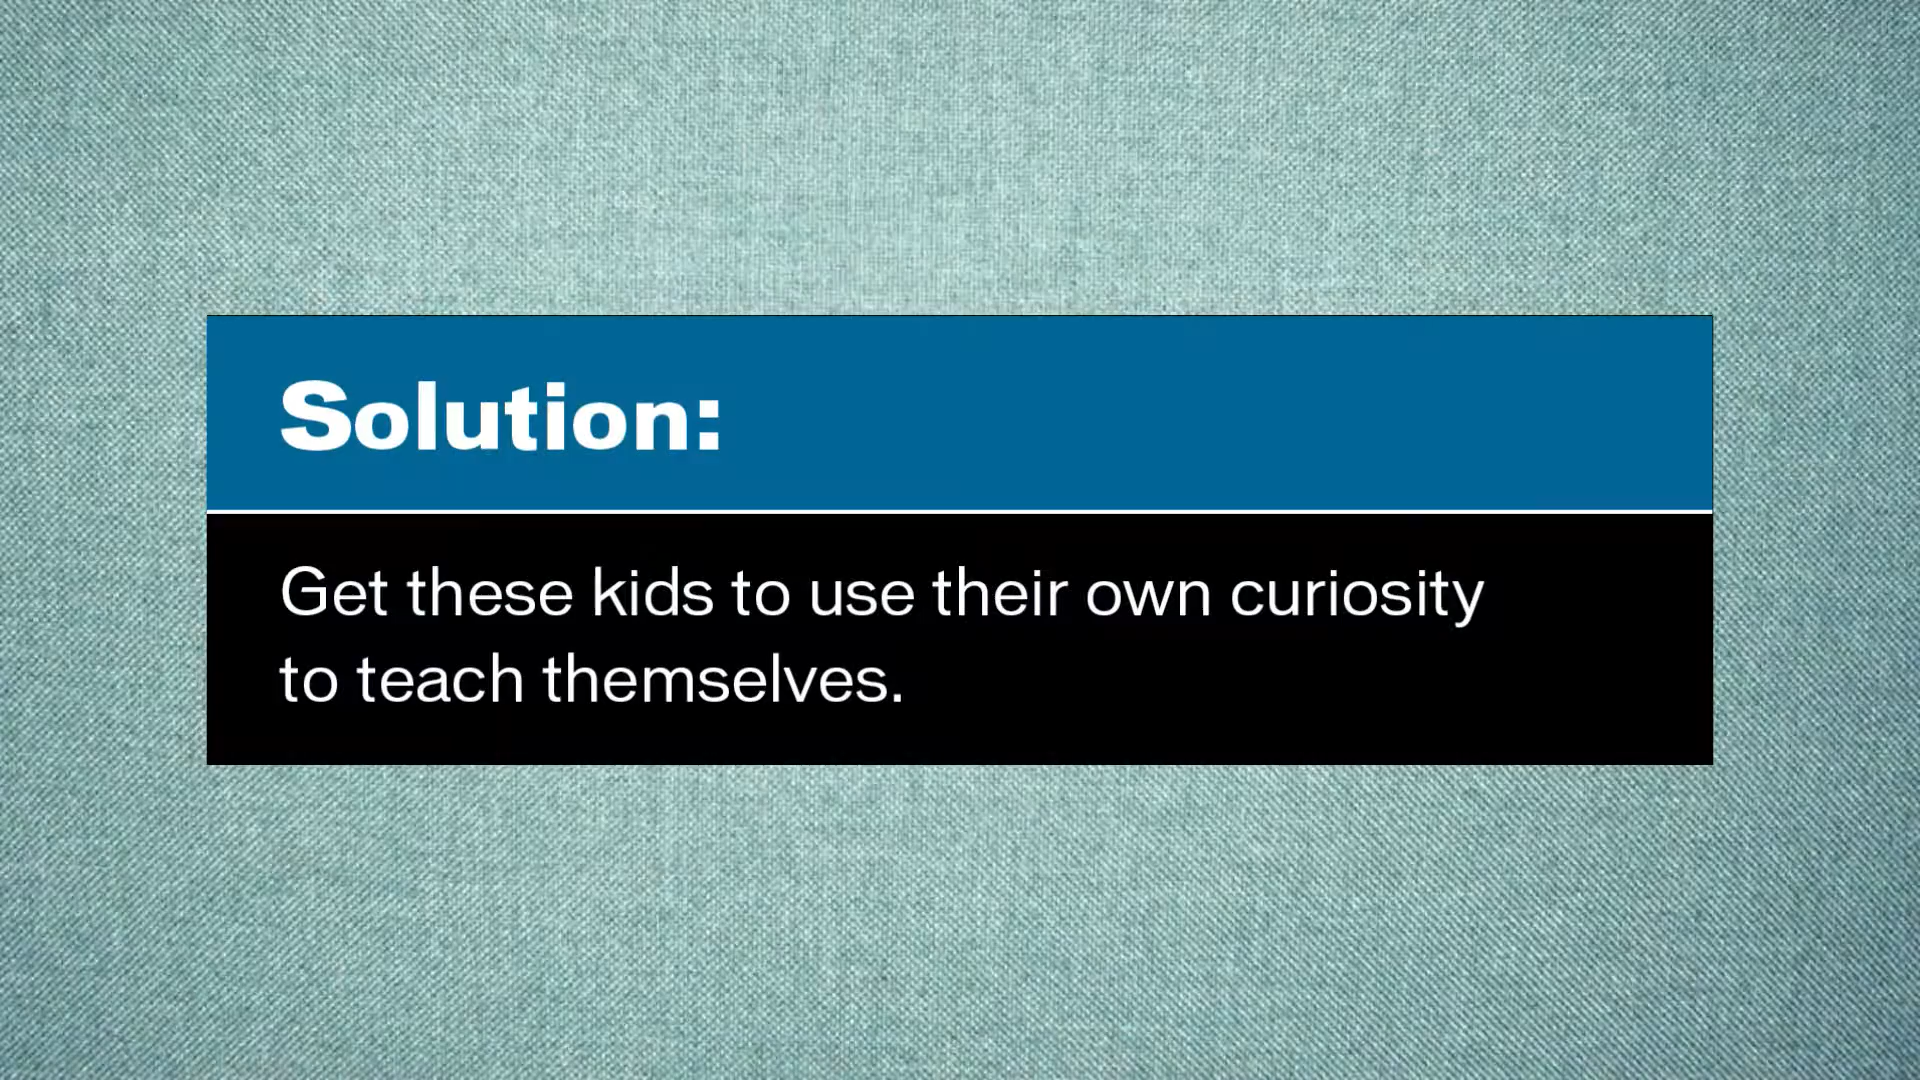 Solution:
Get these kids to use their own curiosity
to teach themselves.